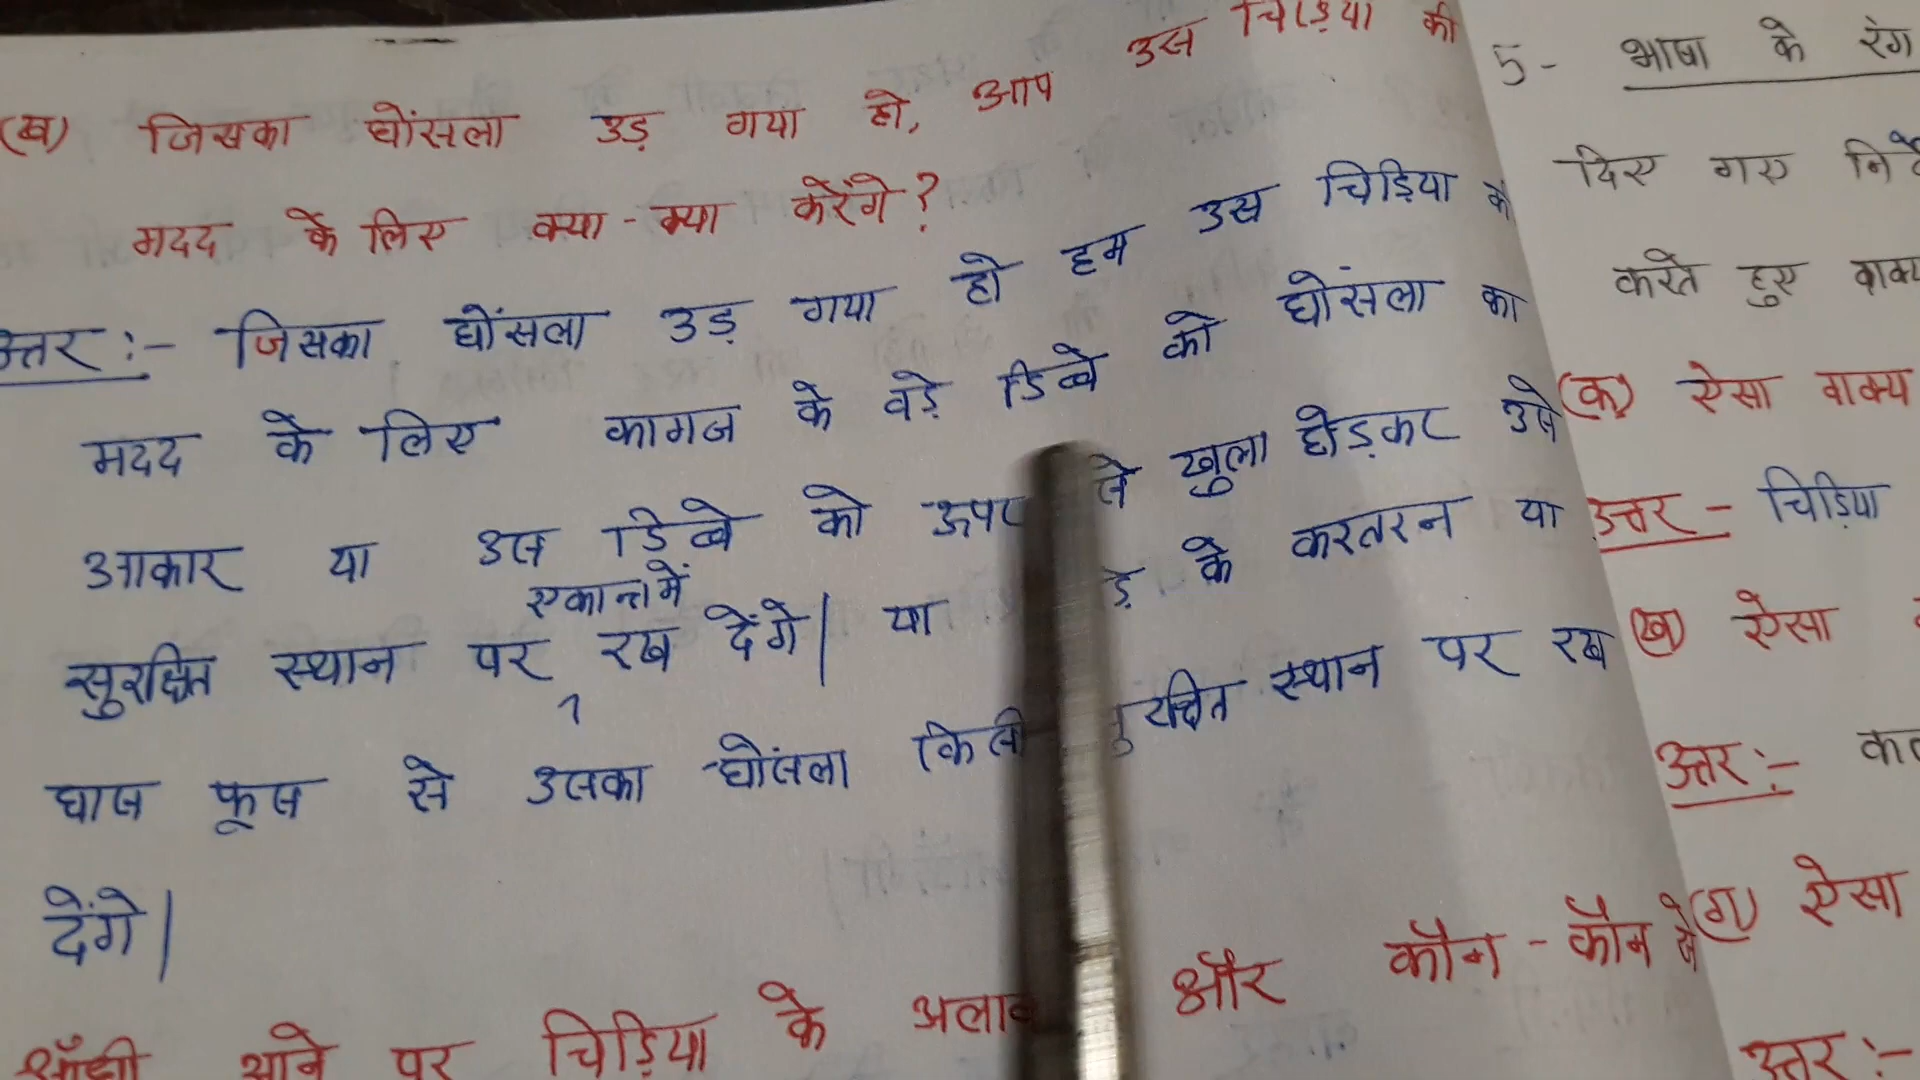 (ख) जिसका घोंसला उड़ गया हो, आप उस चिड़िया की
मदद के लिए क्या-क्या करेंगे?
उत्तर :- जिसका घोंसला उड़ गया हो हम उस चिड़िया के
मदद के लिए कागज के बड़े डिब्बे को घोंसला का
आकार या उस डिब्बे को ऊपर से खुला छोड़कर उसे
एकान्त में
सुरक्षित स्थान पर रख देंगे। या के करतरन या
घास फूस से उसका घोंसला किसी स्थान पर रख
देंगे।
आँधी आने पर चिड़िया के और कौन-कौन से
5- भाषा के रंग
दिए गए
करते हुए वाक्य
(क) ऐसा वाक्य
उत्तर - चिड़िया
(ख) ऐसा
उत्तर :-
(ग) ऐसा
उत्तर :-